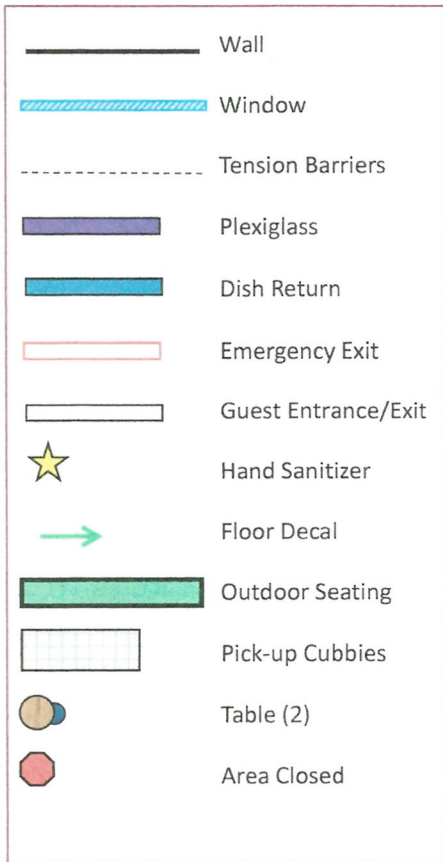 Wall
Window
Tension Barriers
Plexiglass
Dish Return
Emergency Exit
Guest Entrance/Exit
Hand Sanitizer
Floor Decal
Outdoor Seating
Pick-up Cubbies
Table (2)
Area Closed